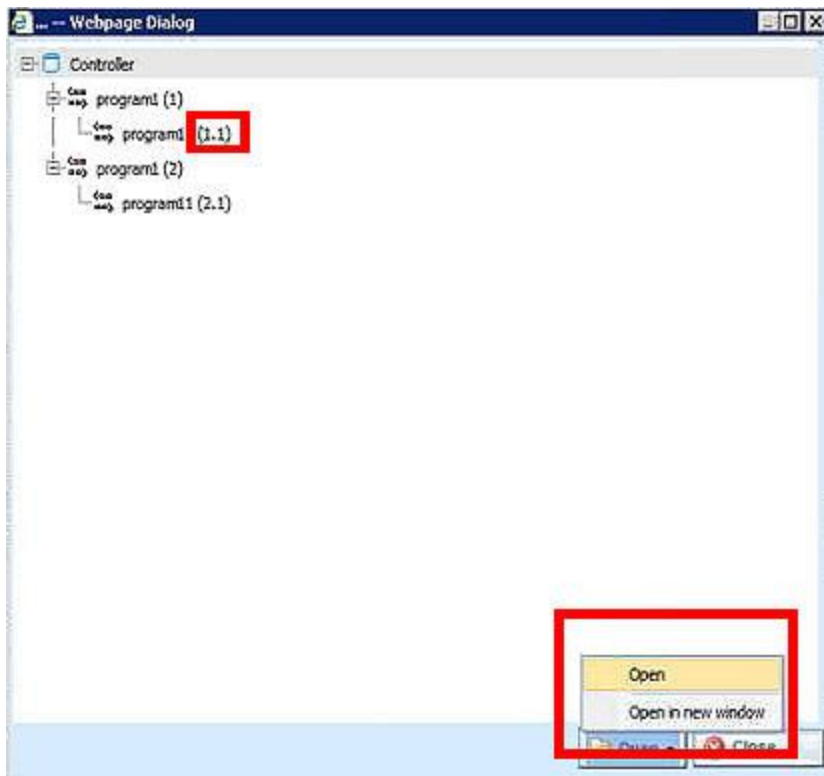 ... -- Webpage Dialog
Controller
program1 (1)
program1 (1.1)
program1 (2)
program11 (2.1)
Open
Open in new window
Open Close